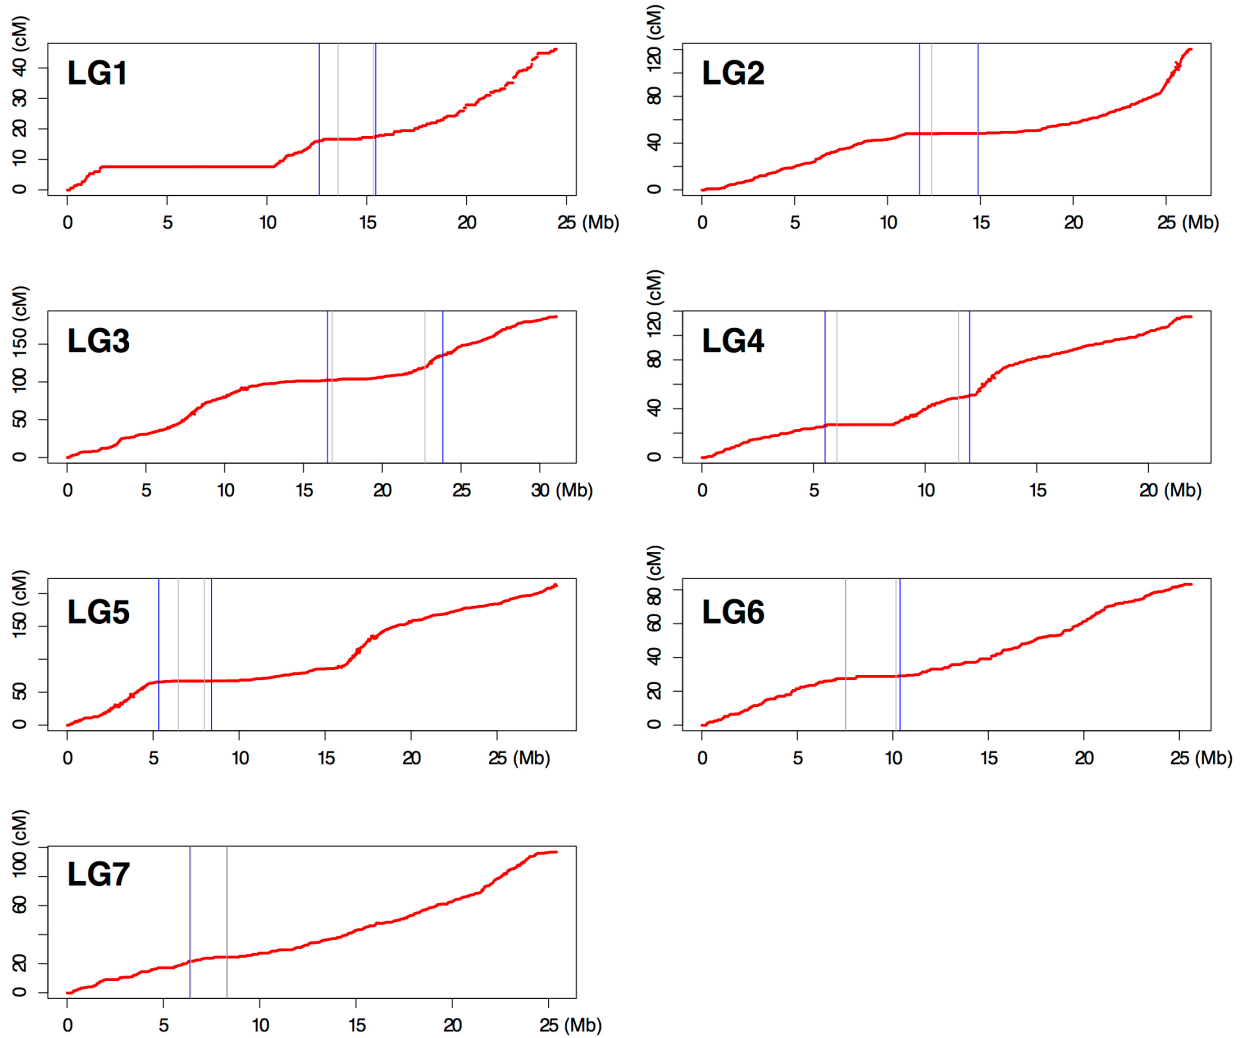 LG1
(cM)
0 10 20 30 40
0 5 10 15 20 25 (Mb)
LG2
(cM)
0 40 80 120
0 5 10 15 20 25 (Mb)
LG3
(cM)
0 50 100 150
0 5 10 15 20 25 30 (Mb)
LG4
(cM)
0 40 80 120
0 5 10 15 20 (Mb)
LG5
(cM)
0 50 150
0 5 10 15 20 25 (Mb)
LG6
(cM)
0 20 40 60 80
0 5 10 15 20 25 (Mb)
LG7
(cM)
0 20 60 100
0 5 10 15 20 25 (Mb)